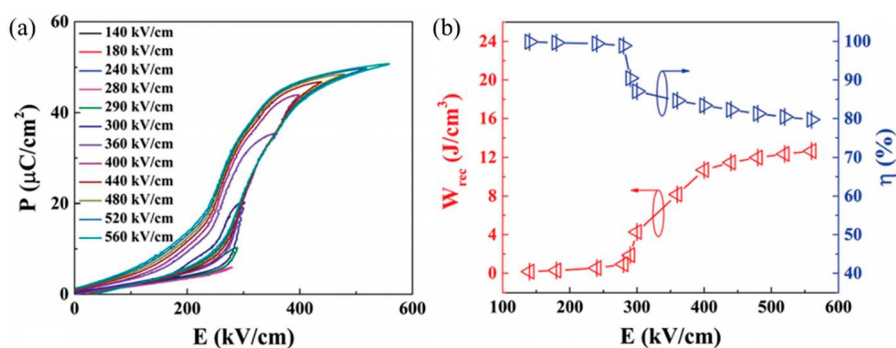 (a)
P (μC/cm²)
60
40
20
0
140 kV/cm
180 kV/cm
240 kV/cm
280 kV/cm
290 kV/cm
300 kV/cm
360 kV/cm
400 kV/cm
440 kV/cm
480 kV/cm
520 kV/cm
560 kV/cm
0 200 400 600
E (kV/cm)
(b)
W_rec (J/cm³)
24
20
16
12
8
4
0
100
90
80
70
60
50
40
η (%)
100 200 300 400 500 600
E (kV/cm)